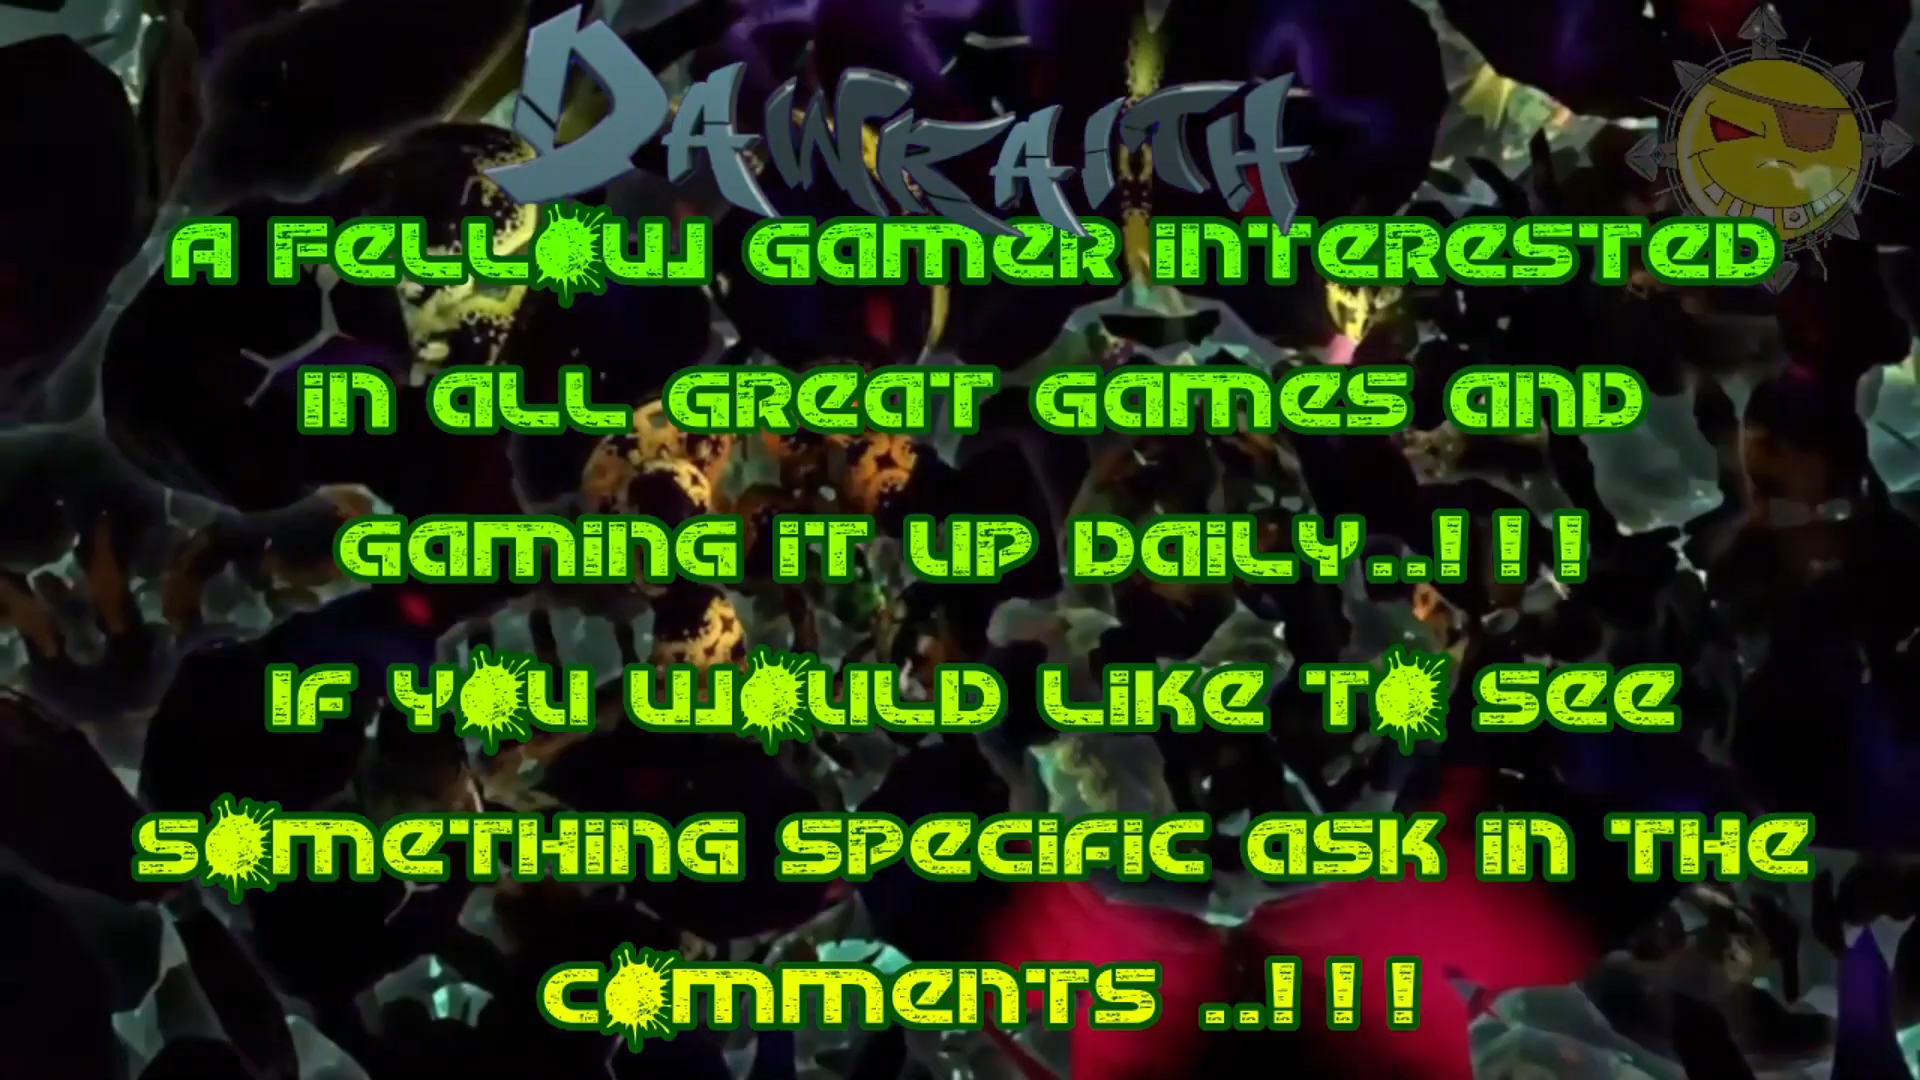 DAWRAITH
A FELLOW GAMER INTERESTED
IN ALL GREAT GAMES AND
GAMING IT UP DAILY..!!!
IF YOU WOULD LIKE TO SEE
SOMETHING SPECIFIC ASK IN THE
COMMENTS ..!!!